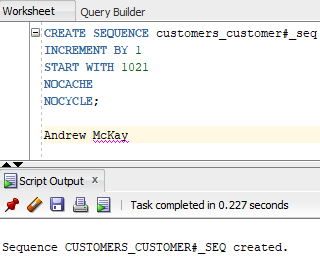 Worksheet Query Builder
CREATE SEQUENCE customers_customer#_seq
INCREMENT BY 1
START WITH 1021
NOCACHE
NOCYCLE;
Andrew McKay
Script Output x
Task completed in 0.227 seconds
Sequence CUSTOMERS_CUSTOMER#_SEQ created.